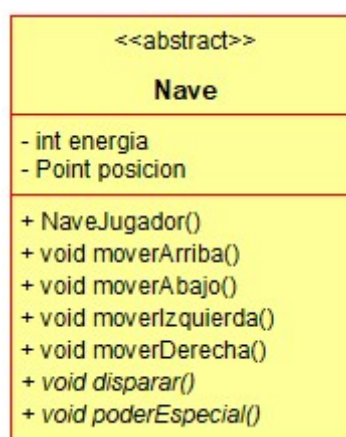 <<abstract>>
Nave
- int energia
- Point posicion
+ NaveJugador()
+ void moverArriba()
+ void moverAbajo()
+ void moverIzquierda()
+ void moverDerecha()
+ void disparar()
+ void poderEspecial()